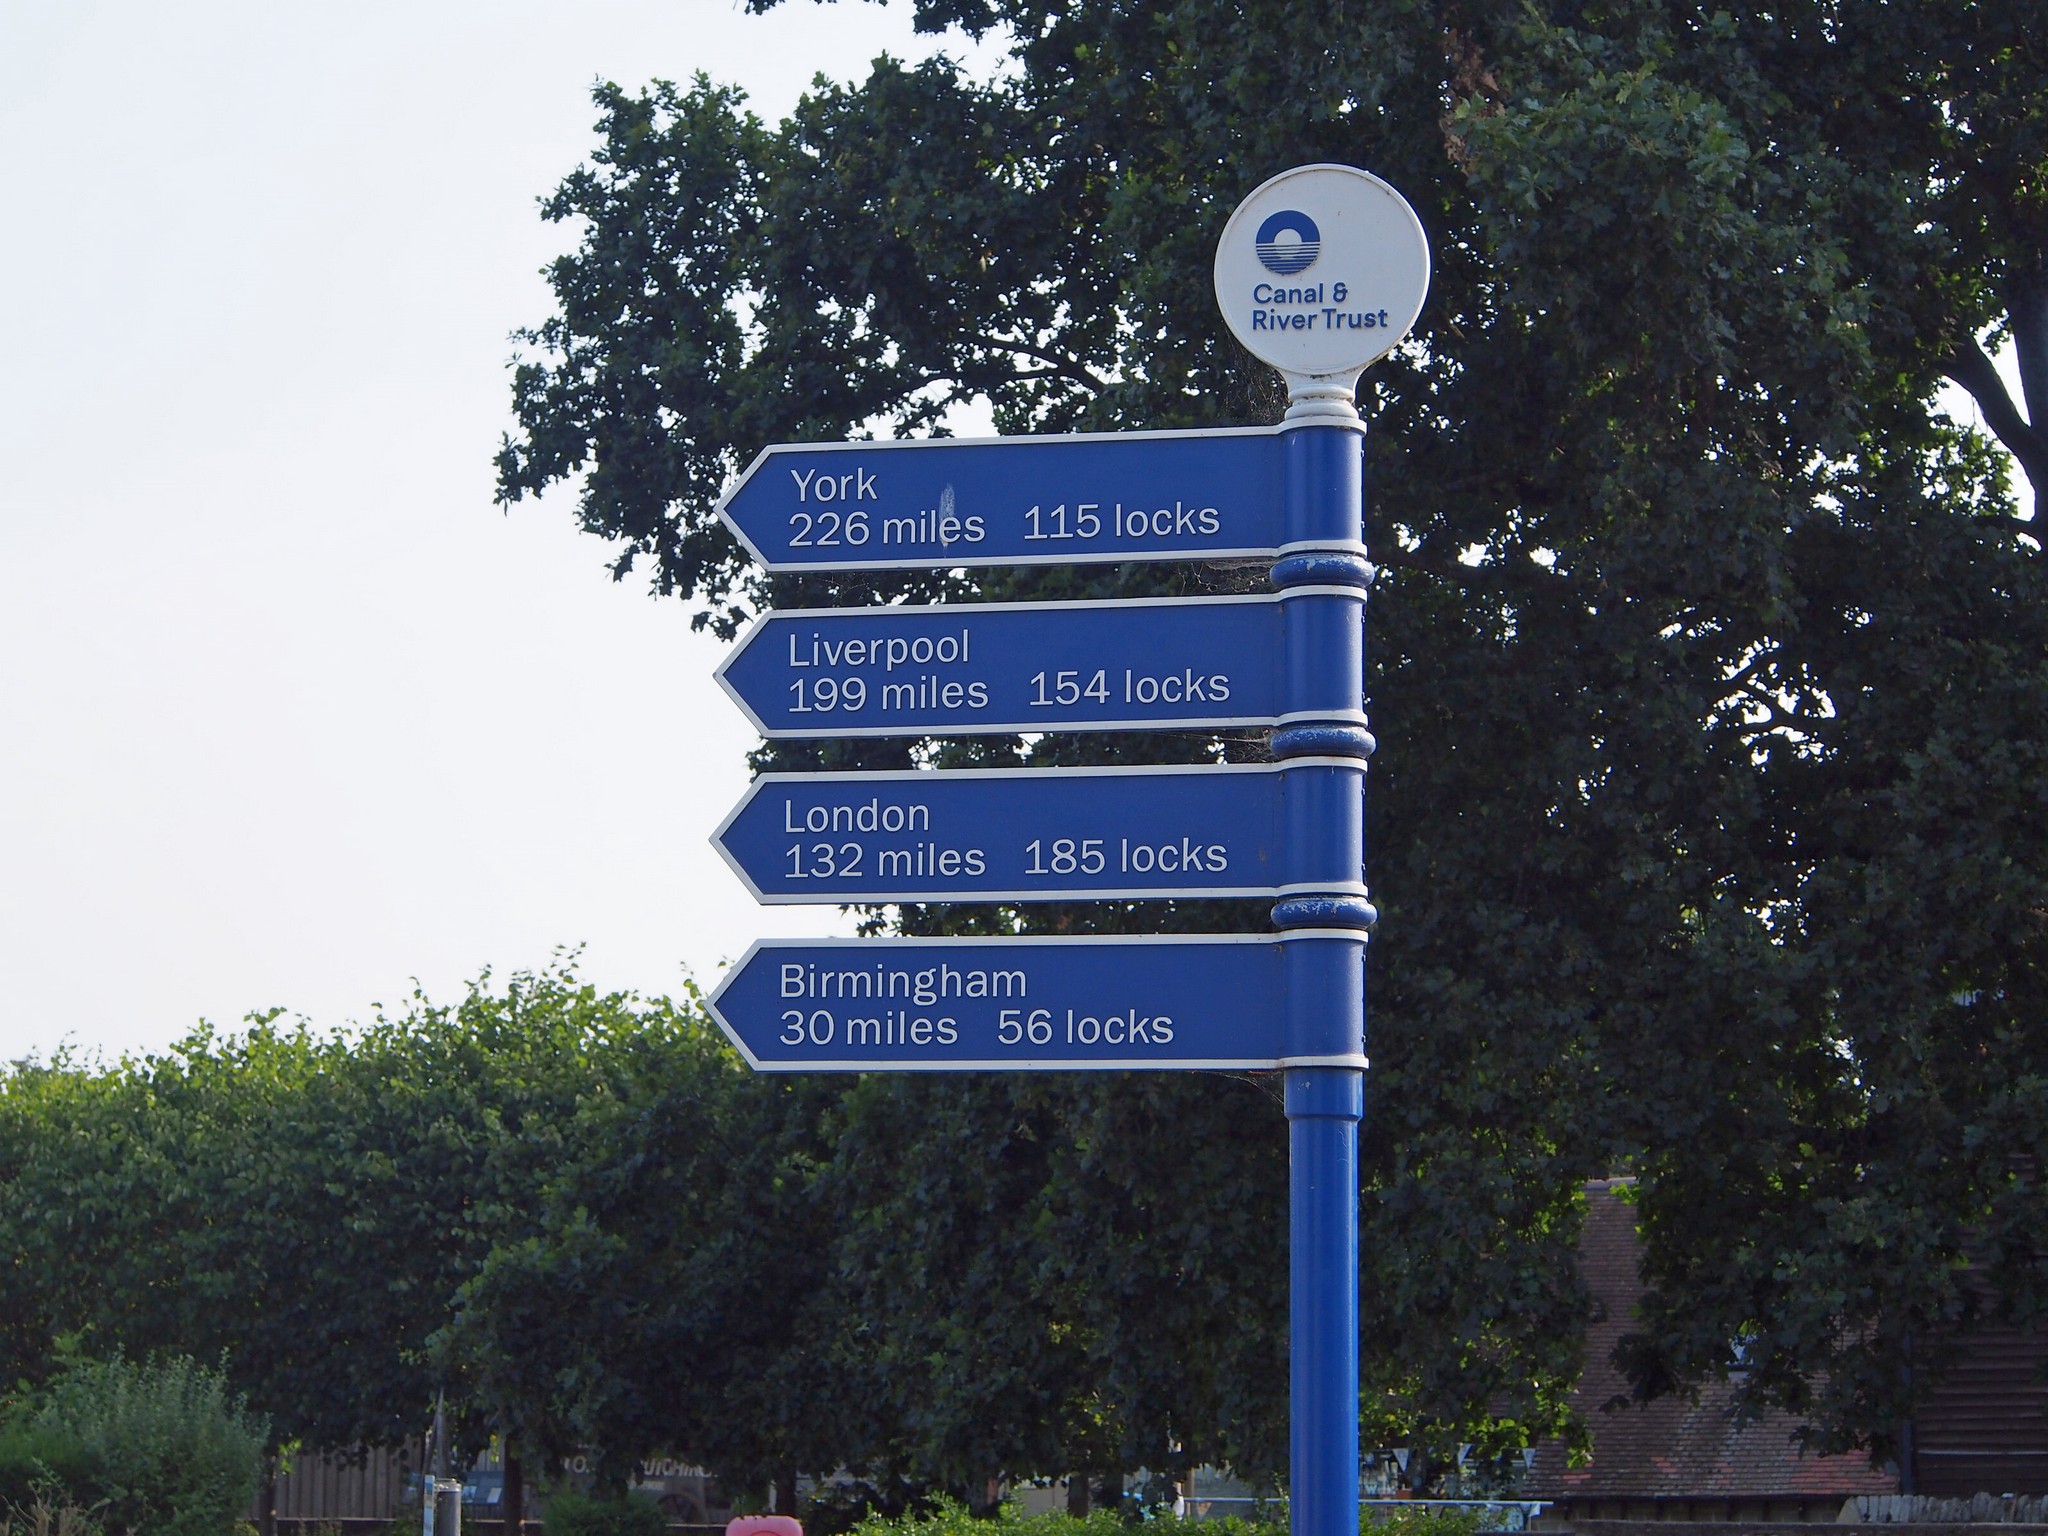 Canal &
River Trust
York
226 miles 115 locks
Liverpool
199 miles 154 locks
London
132 miles 185 locks
Birmingham
30 miles 56 locks